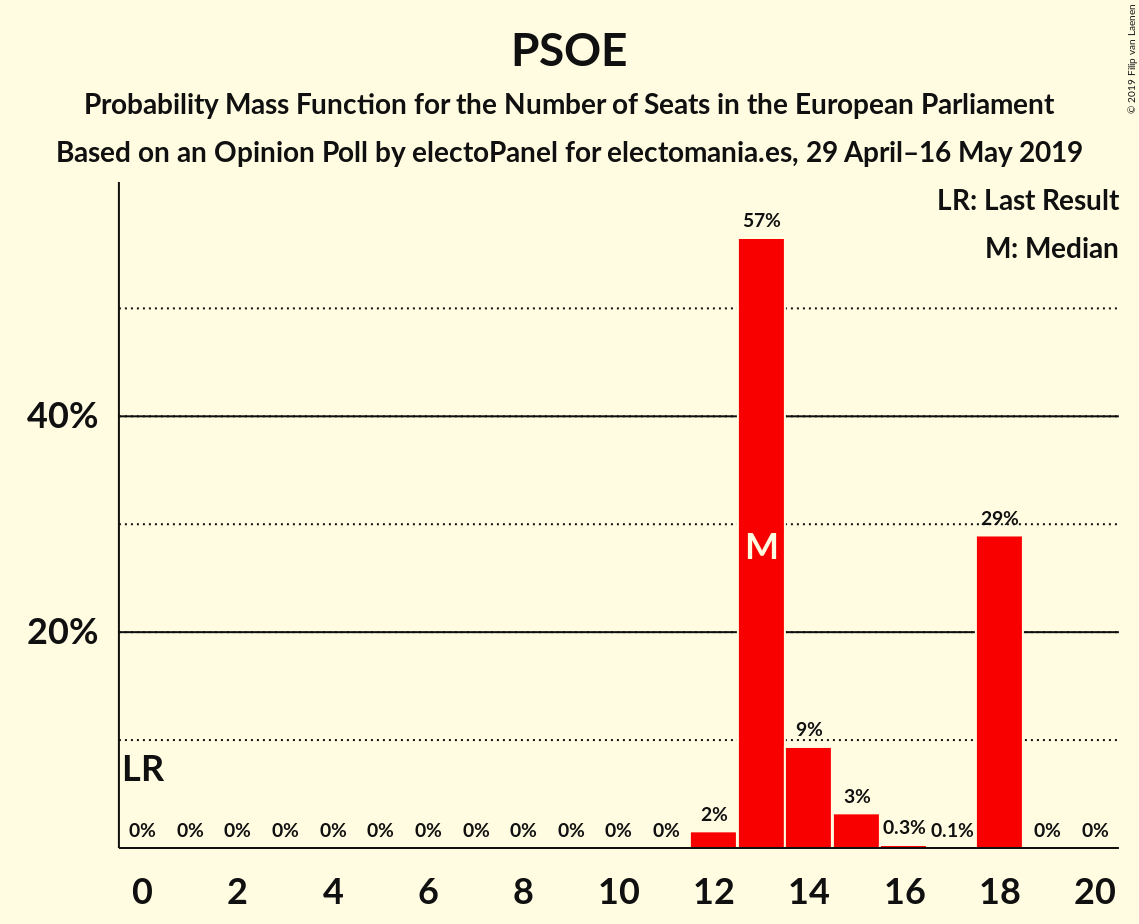 PSOE
Probability Mass Function for the Number of Seats in the European Parliament
Based on an Opinion Poll by electoPanel for electomania.es, 29 April–16 May 2019
© 2019 Filip van Laenen
LR: Last Result
M: Median
57%
40%
29%
M
20%
9%
LR
3%
2%
0% 0% 0% 0% 0% 0% 0% 0% 0% 0% 0% 0% 0.3% 0.1% 0% 0%
0 2 4 6 8 10 12 14 16 18 20